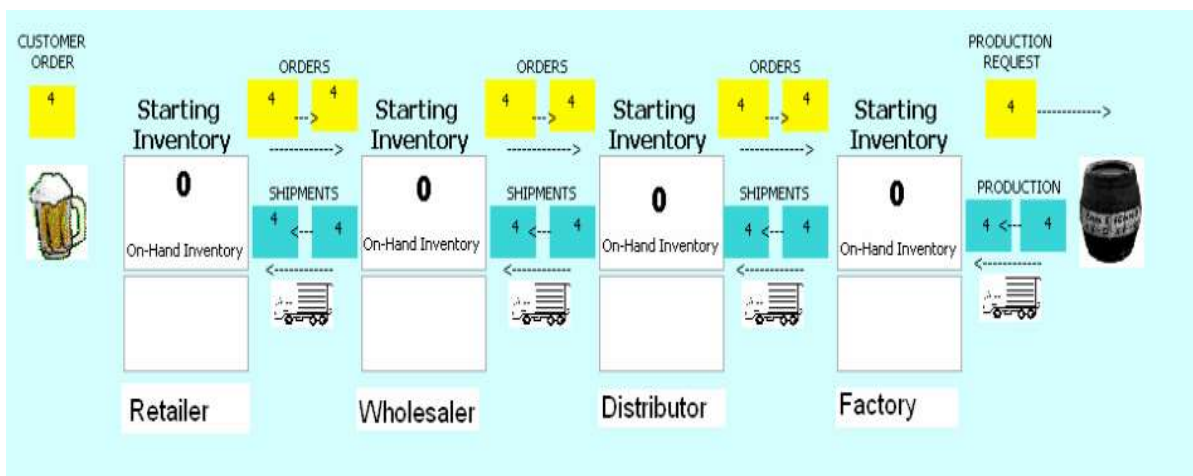 CUSTOMER
ORDER
4
Starting
Inventory
0
On-Hand Inventory
Retailer
ORDERS
4
4
SHIPMENTS
4
4
Starting
Inventory
0
On-Hand Inventory
Wholesaler
ORDERS
4
4
SHIPMENTS
4
4
Starting
Inventory
0
On-Hand Inventory
Distributor
ORDERS
4
4
SHIPMENTS
4
4
Starting
Inventory
0
On-Hand Inventory
Factory
PRODUCTION
REQUEST
4
PRODUCTION
4
4